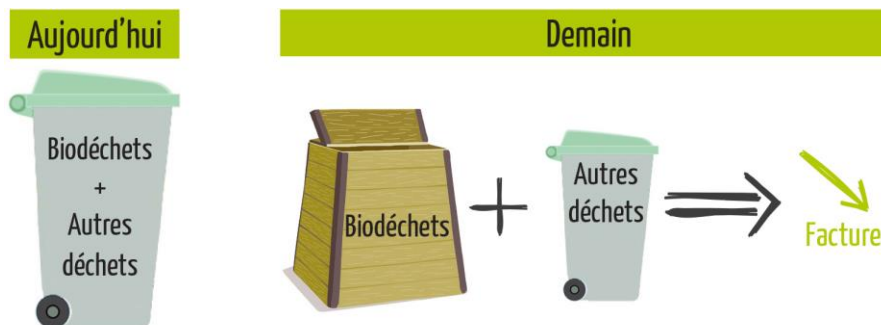 Aujourd'hui
Demain
Biodéchets
+
Autres
déchets
Biodéchets
+
Autres
déchets
Facture